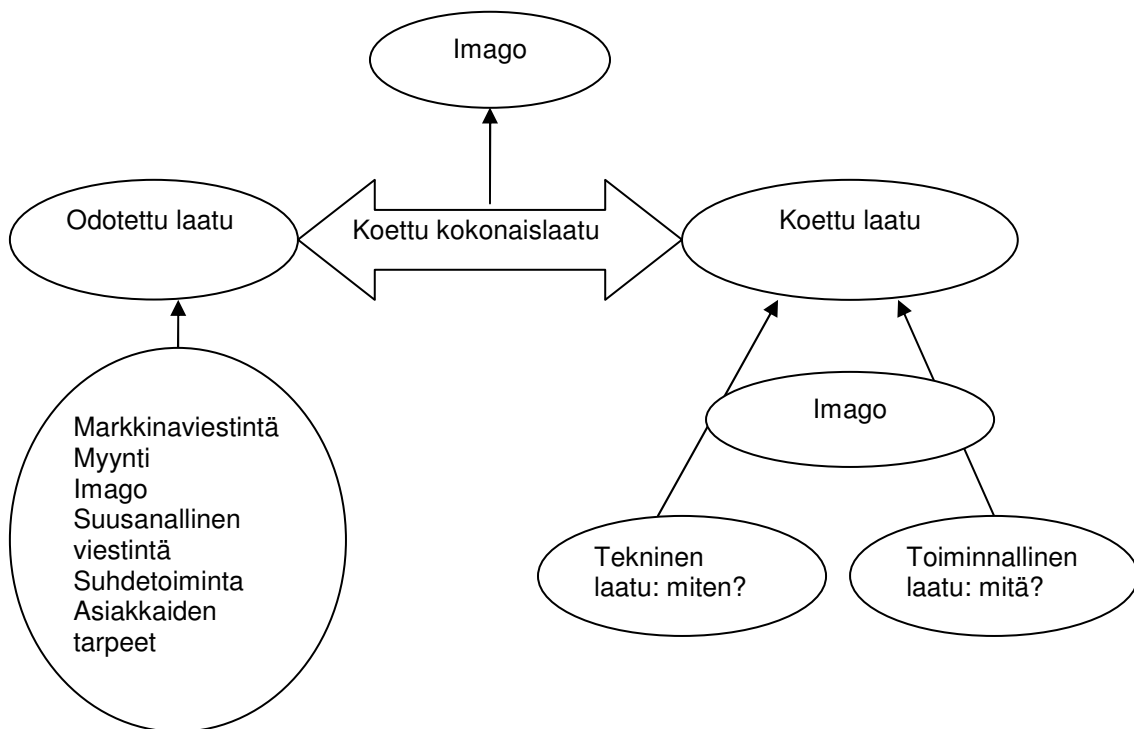 Imago
Odotettu laatu
Koettu kokonaislaatu
Koettu laatu
Markkinaviestintä
Myynti
Imago
Suusanallinen
viestintä
Suhdetoiminta
Asiakkaiden
tarpeet
Imago
Tekninen
laatu: miten?
Toiminnallinen
laatu: mitä?